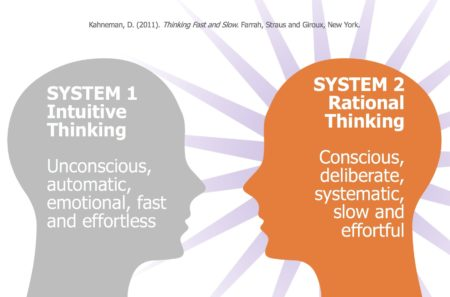 Kahneman, D. (2011). Thinking Fast and Slow. Farrah, Straus and Giroux, New York.
SYSTEM 1
Intuitive
Thinking
Unconscious,
automatic,
emotional, fast
and effortless
SYSTEM 2
Rational
Thinking
Conscious,
deliberate,
systematic,
slow and
effortful